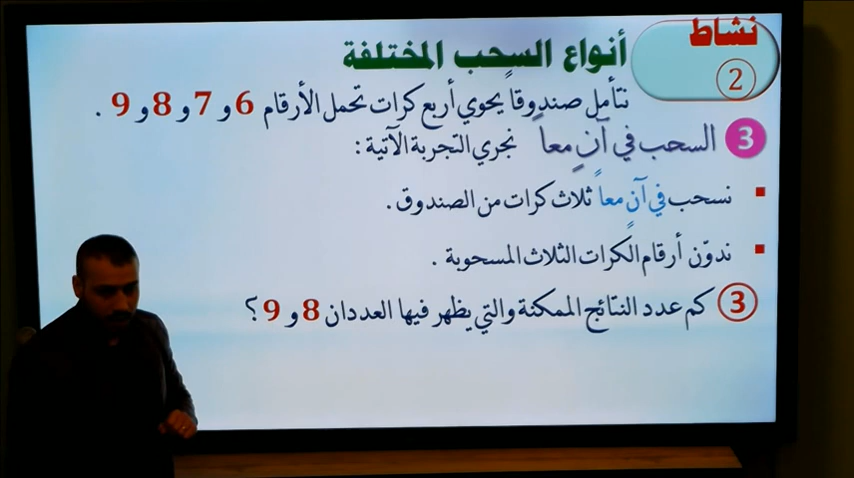 نشاط
2
أنواع السحب المختلفة
نتأمل صندوقاً يحوي أربع كرات تحمل الأرقام 6 و 7 و 8 و 9 .
3 السحب في آنٍ معاً نجري التجربة الآتية :
نسحب في آنٍ معاً ثلاث كرات من الصندوق .
ندوّن أرقام الكرات الثلاث المسحوبة .
3 كم عدد النتائج الممكنة والتي يظهر فيها العددان 8 و 9 ؟